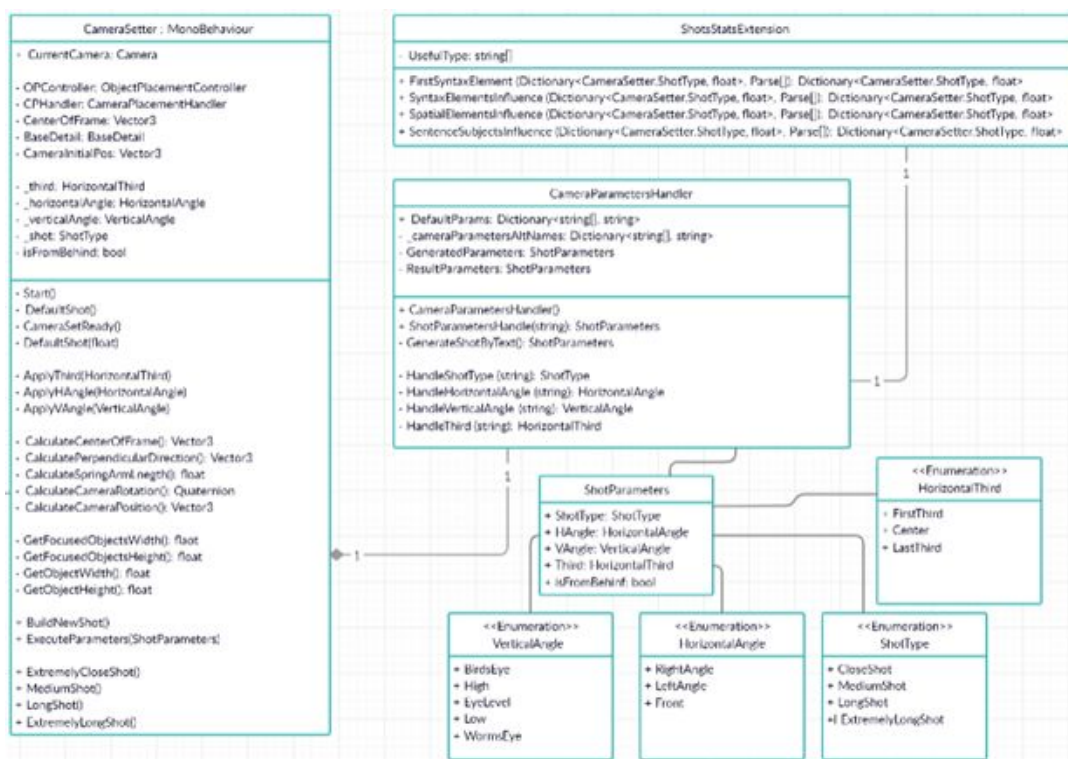 CameraSetter : MonoBehaviour
+ CurrentCamera: Camera
- OPController: ObjectPlacementController
- CPHandler: CameraPlacementHandler
- CenterOfFrame: Vector3
- BaseDetail: BaseDetail
- CameraInitialPos: Vector3
- _third: HorizontalThird
- _horizontalAngle: HorizontalAngle
- _verticalAngle: VerticalAngle
- _shot: ShotType
- isFromBehind: bool
- Start()
- DefaultShot()
- CameraSetReady()
- DefaultShot(float)
- ApplyThird(HorizontalThird)
- ApplyHAngle(HorizontalAngle)
- ApplyVAngle(VerticalAngle)
- CalculateCenterOfFrame(): Vector3
- CalculatePerpendicularDirection(): Vector3
- CalculateSpringArmLnegth(): float
- CalculateCameraRotation(): Quaternion
- CalculateCameraPosition(): Vector3
- GetFocusedObjectsWidth(): flaot
- GetFocusedObjectsHeight(): float
- GetObjectWidth(): float
- GetObjectHeight(): float
+ BuildNewShot()
+ ExecuteParameters(ShotParameters)
+ ExtremelyCloseShot()
+ MediumShot()
+ LongShot()
+ ExtremelyLongShot()
ShotsStatsExtension
- UsefulType: string[]
+ FirstSyntaxElement (Dictionary<CameraSetter.ShotType, float>, Parse[]): Dictionary<CameraSetter.ShotType, float>
+ SyntaxElementsInfluence (Dictionary<CameraSetter.ShotType, float>, Parse[]): Dictionary<CameraSetter.ShotType, float>
+ SpatialElementsInfluence (Dictionary<CameraSetter.ShotType, float>, Parse[]): Dictionary<CameraSetter.ShotType, float>
+ SentenceSubjectsInfluence (Dictionary<CameraSetter.ShotType, float>, Parse[]): Dictionary<CameraSetter.ShotType, float>
1
CameraParametersHandler
+ DefaultParams: Dictionary<string[], string>
- _cameraParametersAltNames: Dictionary<string[], string>
- GeneratedParameters: ShotParameters
- ResultParameters: ShotParameters
+ CameraParametersHandler()
+ ShotParametersHandle(string): ShotParameters
- GenerateShotByText(): ShotParameters
- HandleShotType (string): ShotType
- HandleHorizontalAngle (string): HorizontalAngle
- HandleVerticalAngle (string): VerticalAngle
- HandleThird (string): HorizontalThird
1
1
1
ShotParameters
+ ShotType: ShotType
+ HAngle: HorizontalAngle
+ VAngle: VerticalAngle
+ Third: HorizontalThird
+ isFromBehinf: bool
<<Enumeration>>
HorizontalThird
+ FirstThird
+ Center
+ LastThird
<<Enumeration>>
VerticalAngle
+ BirdsEye
+ High
+ EyeLevel
+ Low
+ WormsEye
<<Enumeration>>
HorizontalAngle
+ RightAngle
+ LeftAngle
+ Front
<<Enumeration>>
ShotType
+ CloseShot
+ MediumShot
+ LongShot
+l ExtremelyLongShot